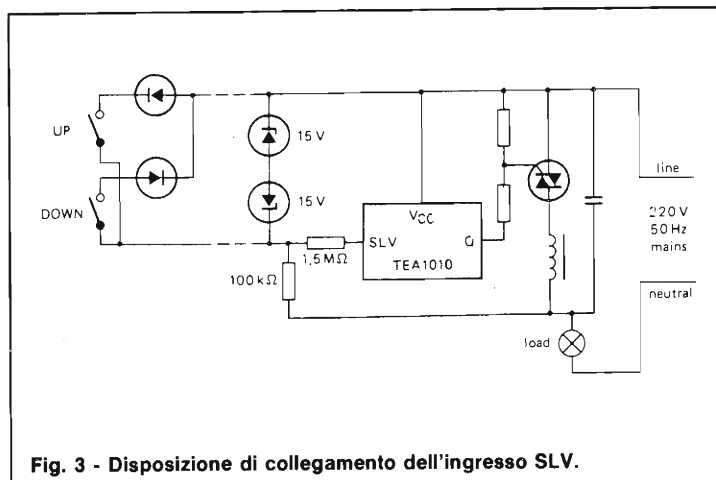 UP
DOWN
15 V
15 V
1,5 MΩ
100 kΩ
VCC
SLV
Q
TEA1010
line
220 V
50 Hz
mains
neutral
load
Fig. 3 - Disposizione di collegamento dell'ingresso SLV.